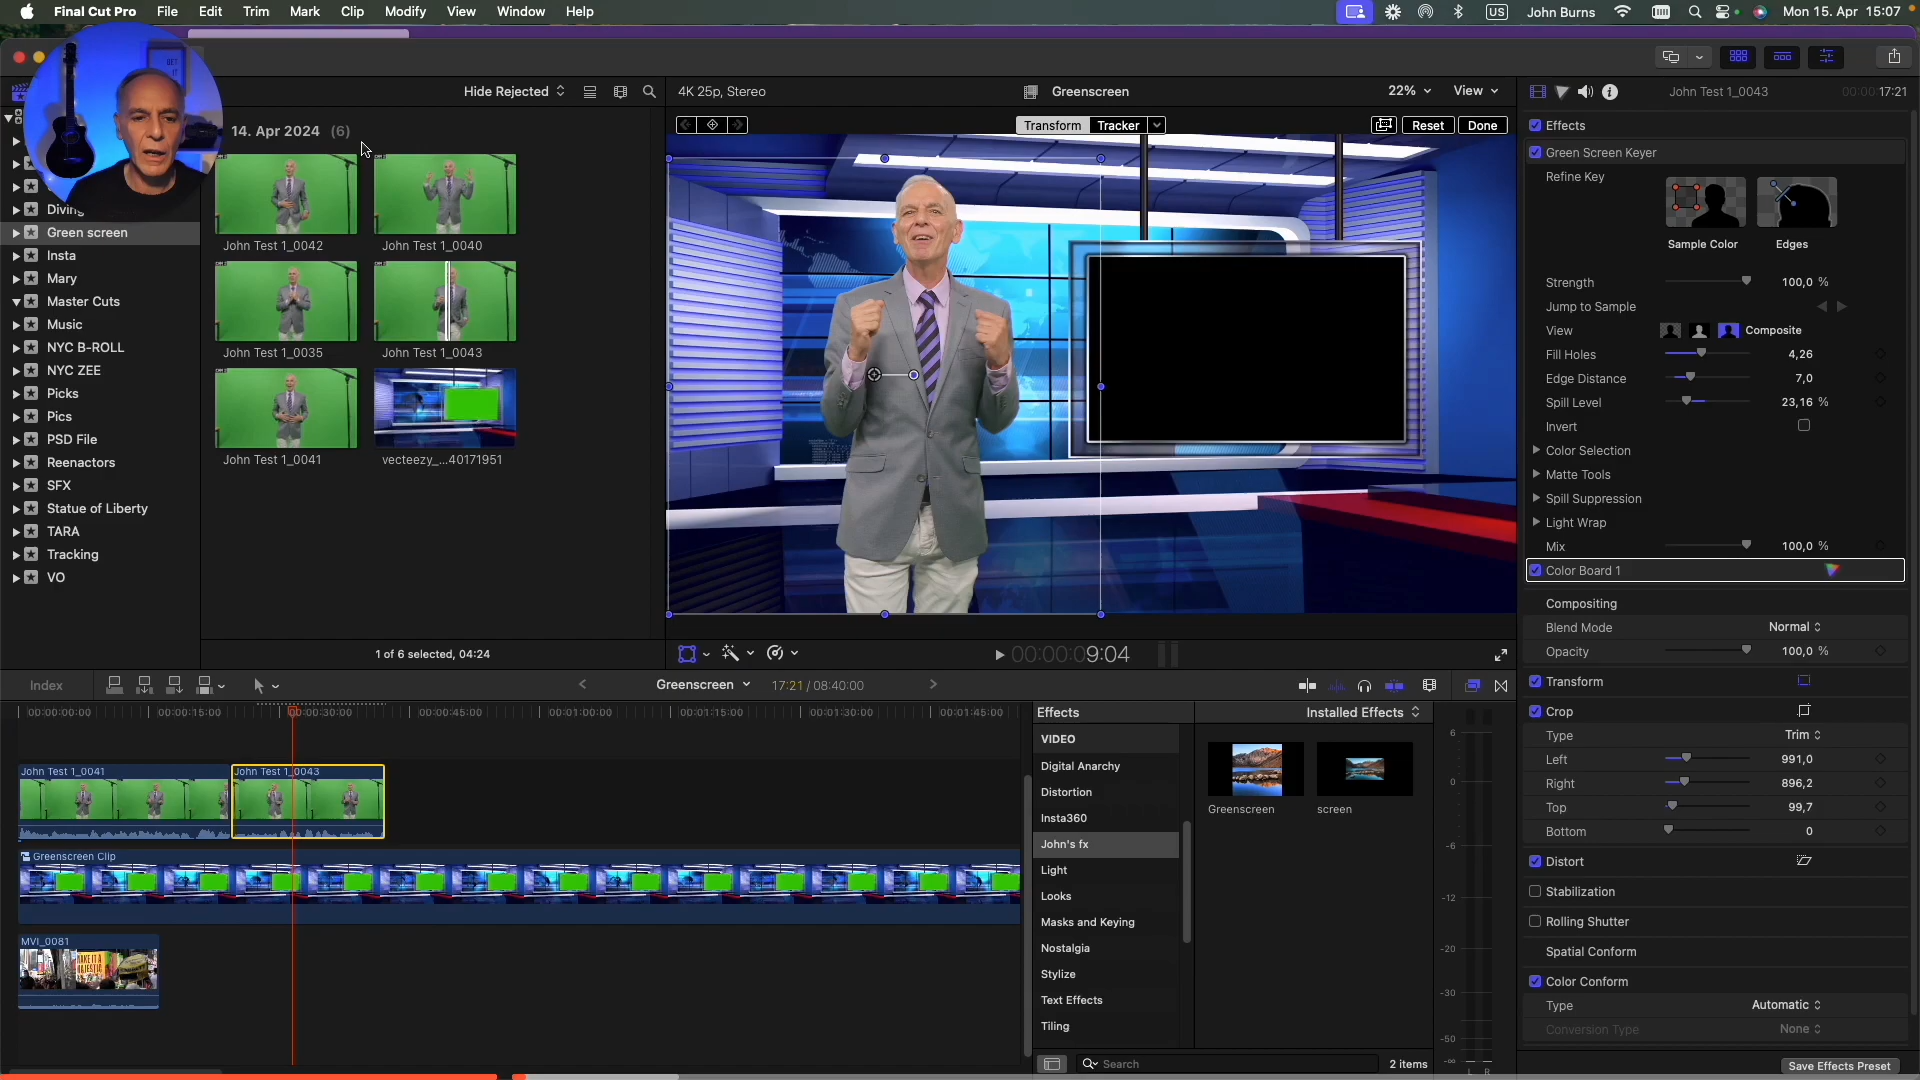 Final Cut Pro File Edit Trim Mark Clip Modify View Window Help US John Burns Mon 15. Apr 15:07
Hide Rejected
4K 25p, Stereo
Greenscreen
22%
View
John Test 1_0043
00:00:00:17:21
14. Apr 2024 (6)
John Test 1_0042
John Test 1_0040
John Test 1_0035
John Test 1_0043
John Test 1_0041
vecteezy_...40171951
1 of 6 selected, 04:24
Diving
Green screen
Insta
Mary
Master Cuts
Music
NYC B-ROLL
NYC ZEE
Picks
Pics
PSD File
Reenactors
SFX
Statue of Liberty
TARA
Tracking
VO
Transform Tracker
Reset
Done
00:00:09:04
Effects
Green Screen Keyer
Refine Key
Sample Color
Edges
Strength 100,0 %
Jump to Sample
View Composite
Fill Holes 4,26
Edge Distance 7,0
Spill Level 23,16 %
Invert
Color Selection
Matte Tools
Spill Suppression
Light Wrap
Mix 100,0 %
Color Board 1
Compositing
Blend Mode Normal
Opacity 100,0 %
Transform
Crop
Type Trim
Left 991,0
Right 896,2
Top 99,7
Bottom 0
Distort
Stabilization
Rolling Shutter
Spatial Conform
Color Conform
Type Automatic
Conversion Type None
Save Effects Preset
Index
Greenscreen
17:21 / 08:40:00
00:00:00:00 00:00:15:00 00:00:30:00 00:00:45:00 00:01:00:00 00:01:15:00 00:01:30:00 00:01:45:00
John Test 1_0041
John Test 1_0043
Greenscreen Clip
MVI_0081
Effects
Installed Effects
VIDEO
Digital Anarchy
Distortion
Insta360
John's fx
Light
Looks
Masks and Keying
Nostalgia
Stylize
Text Effects
Tiling
Greenscreen
screen
Search
2 items
6
0
-6
-12
-20
-30
-50
-∞
L R